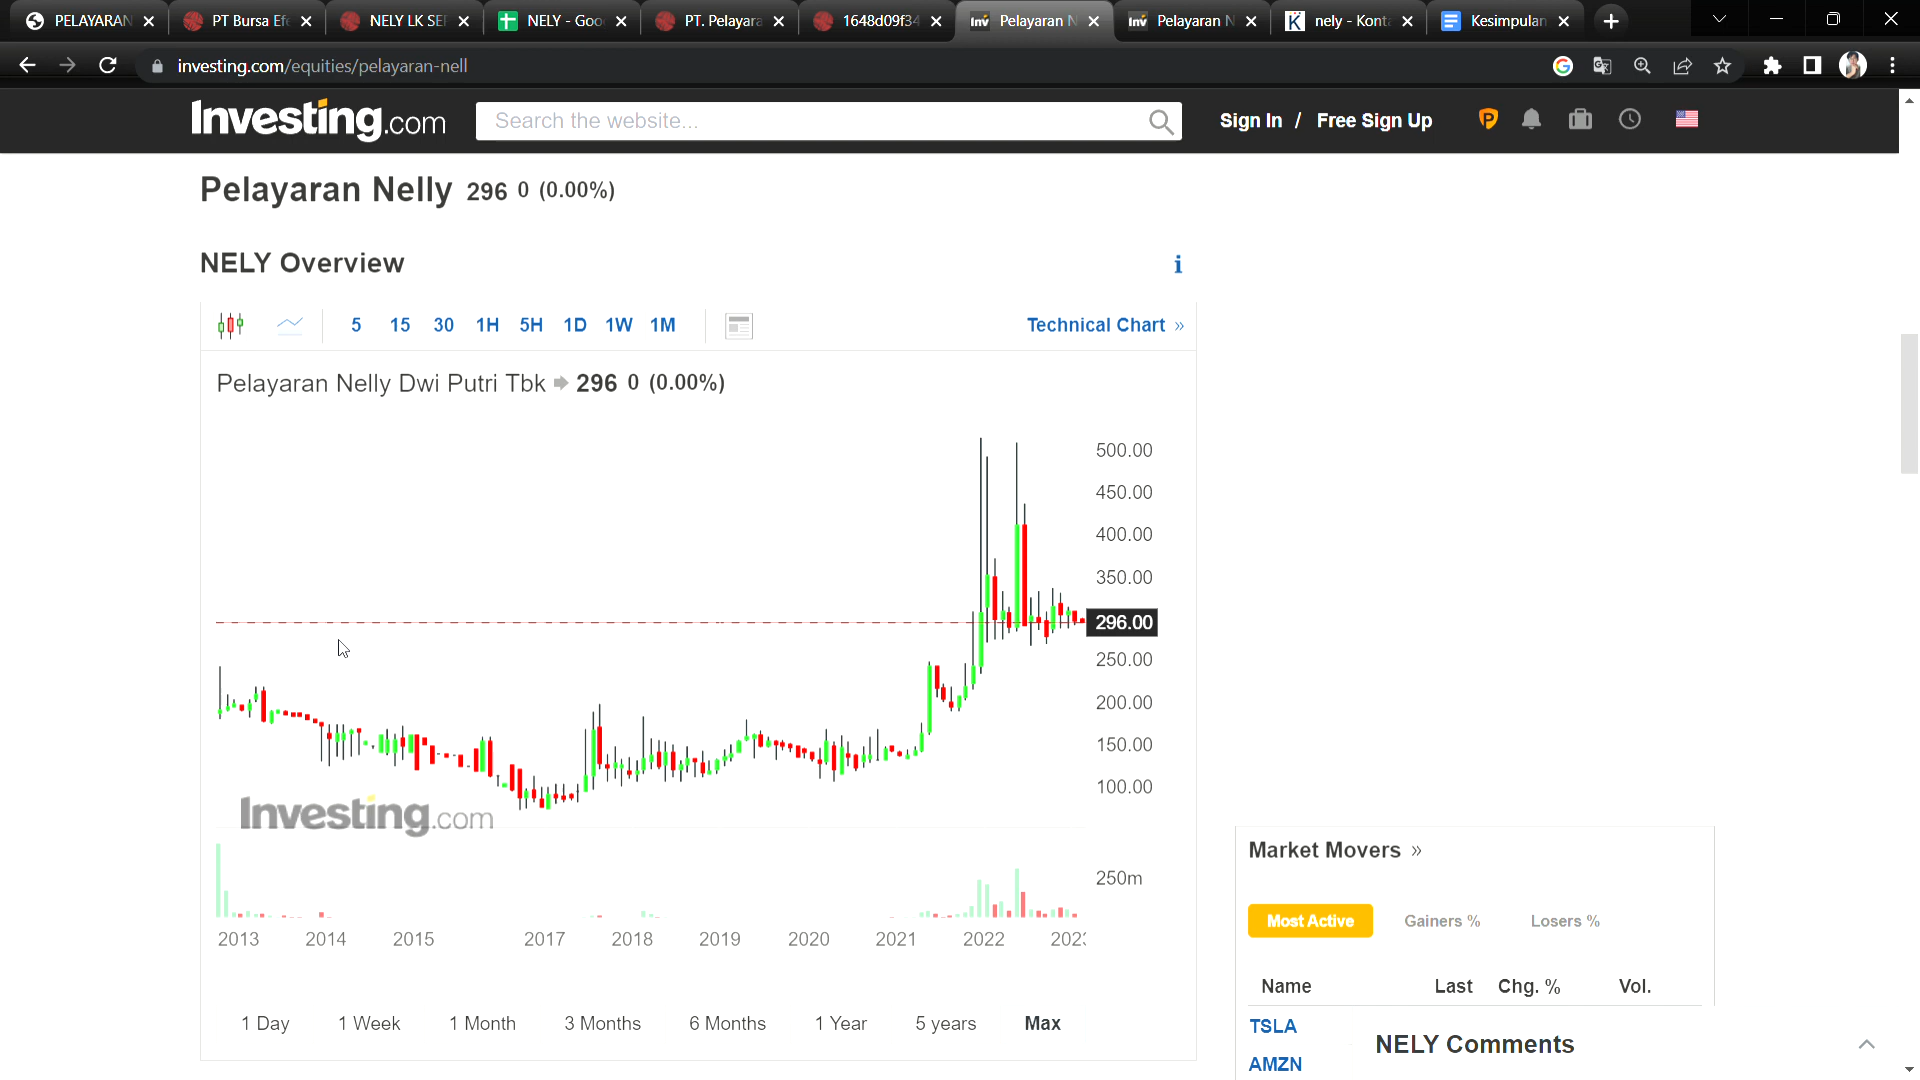 PELAYARAN
PT Bursa Efe
NELY LK SEI
NELY - Goo
PT. Pelayara
1648d09f34
Pelayaran N
Pelayaran N
nely - Konta
Kesimpulan
investing.com/equities/pelayaran-nell
Investing.com
Search the website...
Sign In / Free Sign Up
Pelayaran Nelly 296 0 (0.00%)
NELY Overview
5 15 30 1H 5H 1D 1W 1M
Technical Chart »
Pelayaran Nelly Dwi Putri Tbk 296 0 (0.00%)
500.00
450.00
400.00
350.00
296.00
250.00
200.00
150.00
100.00
Investing.com
250m
2013 2014 2015 2017 2018 2019 2020 2021 2022 2023
1 Day 1 Week 1 Month 3 Months 6 Months 1 Year 5 years Max
Market Movers »
Most Active Gainers % Losers %
Name Last Chg. % Vol.
TSLA
AMZN
NELY Comments